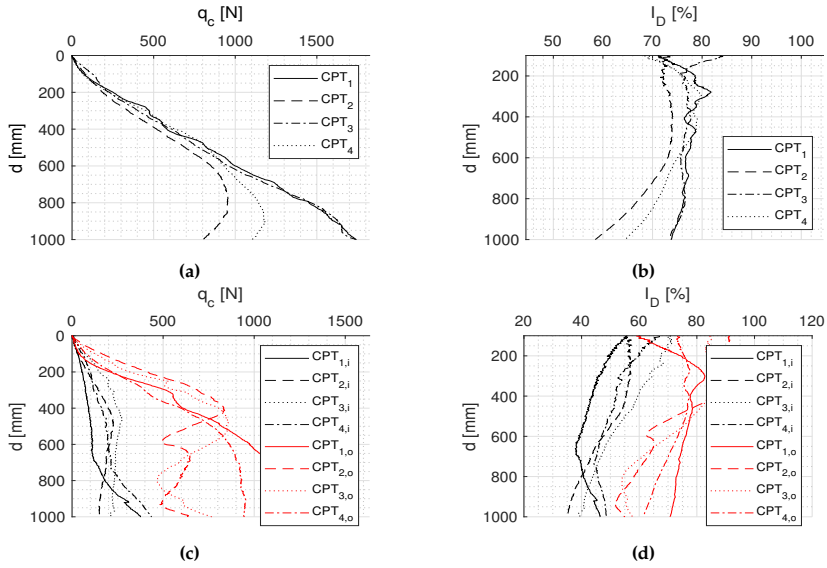 q_c [N]
0 500 1000 1500
0
200
400
600
800
1000
d [mm]
CPT_1
CPT_2
CPT_3
CPT_4
(a)
I_D [%]
50 60 70 80 90 100
200
400
600
800
1000
d [mm]
CPT_1
CPT_2
CPT_3
CPT_4
(b)
q_c [N]
0 500 1000 1500
0
200
400
600
800
1000
d [mm]
CPT_1,i
CPT_2,i
CPT_3,i
CPT_4,i
CPT_1,o
CPT_2,o
CPT_3,o
CPT_4,o
(c)
I_D [%]
20 40 60 80 100 120
200
400
600
800
1000
d [mm]
CPT_1,i
CPT_2,i
CPT_3,i
CPT_4,i
CPT_1,o
CPT_2,o
CPT_3,o
CPT_4,o
(d)